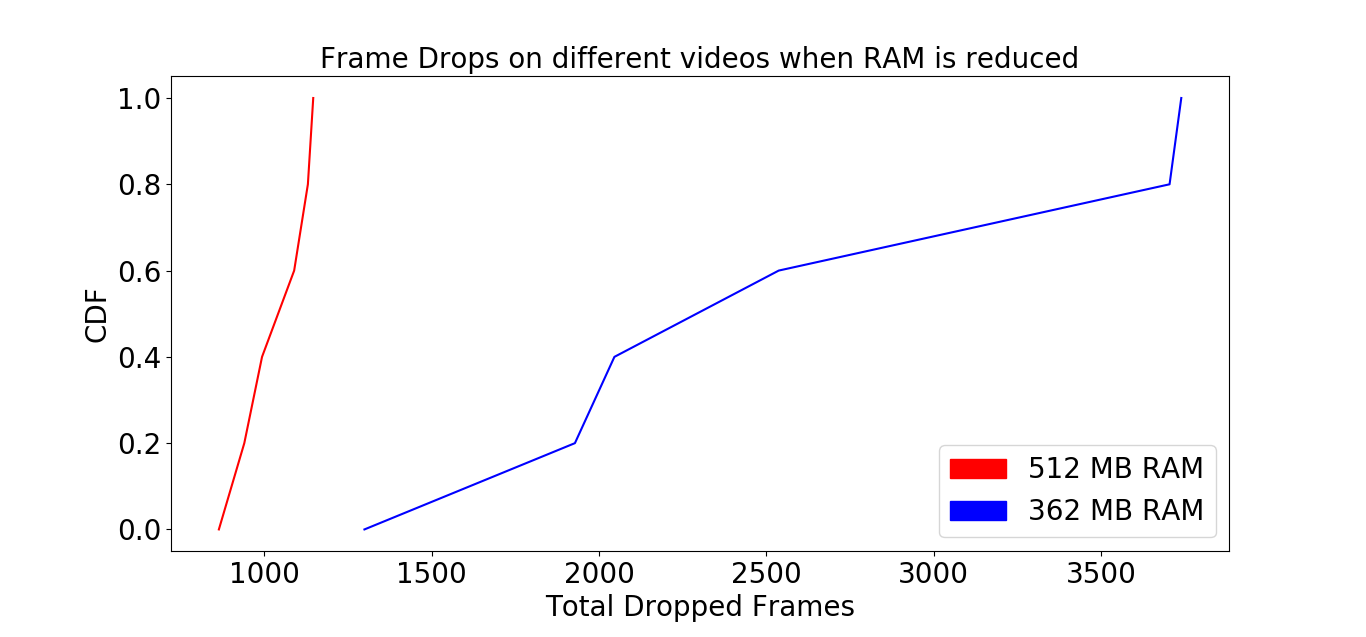 Frame Drops on different videos when RAM is reduced
1.0
0.8
0.6
0.4
0.2
0.0
CDF
512 MB RAM
362 MB RAM
1000 1500 2000 2500 3000 3500
Total Dropped Frames